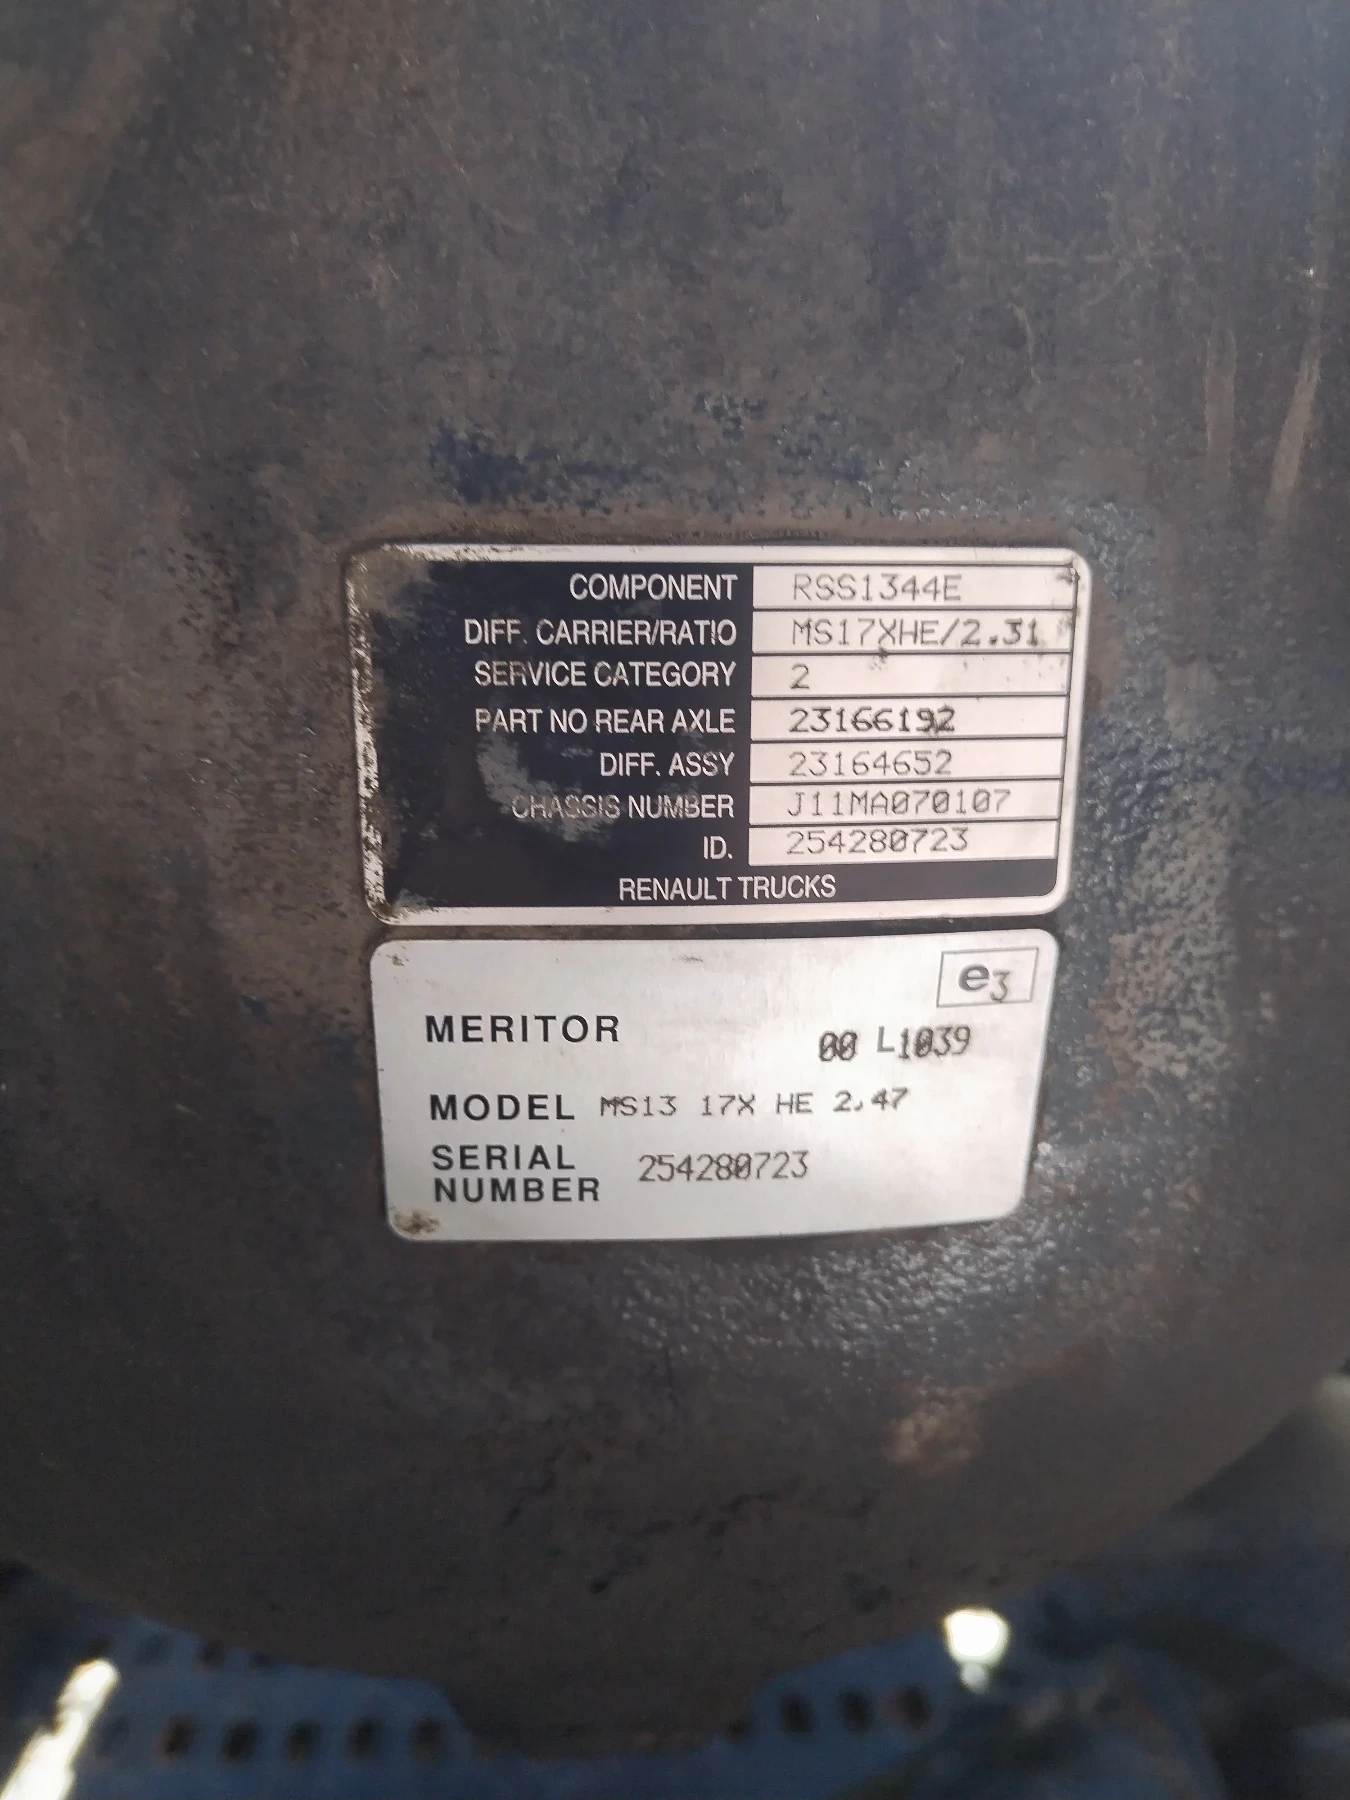 COMPONENT RSS1344E
DIFF. CARRIER/RATIO MS17XHE/2.31
SERVICE CATEGORY 2
PART NO REAR AXLE 23166192
DIFF. ASSY 23164652
CHASSIS NUMBER J11MA070107
ID. 254280723
RENAULT TRUCKS
e3
MERITOR 00 L1039
MODEL MS13 17X HE 2.47
SERIAL
NUMBER 254280723